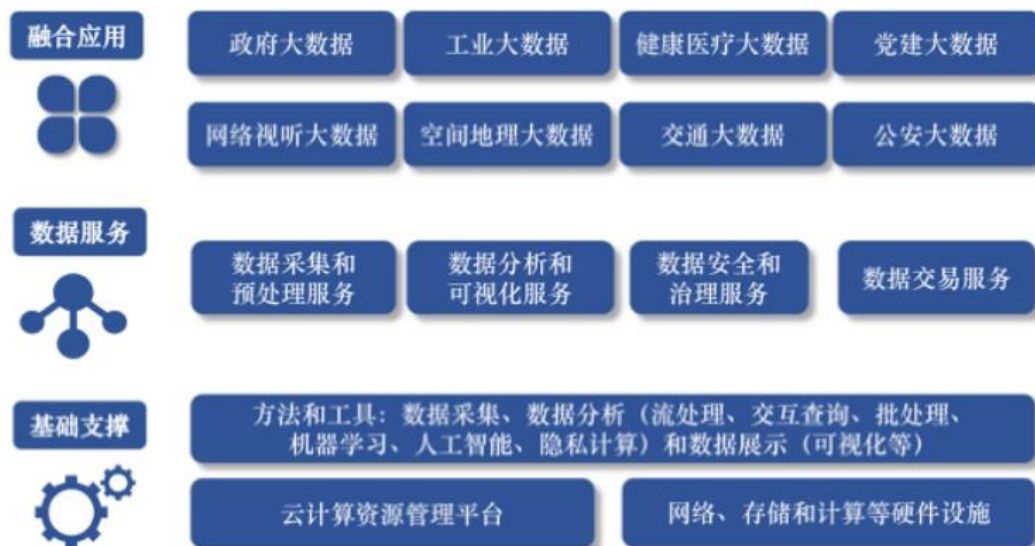 融合应用
政府大数据
工业大数据
健康医疗大数据
党建大数据
网络视听大数据
空间地理大数据
交通大数据
公安大数据
数据服务
数据采集和
预处理服务
数据分析和
可视化服务
数据安全和
治理服务
数据交易服务
基础支撑
方法和工具：数据采集、数据分析（流处理、交互查询、批处理、
机器学习、人工智能、隐私计算）和数据展示（可视化等）
云计算资源管理平台
网络、存储和计算等硬件设施